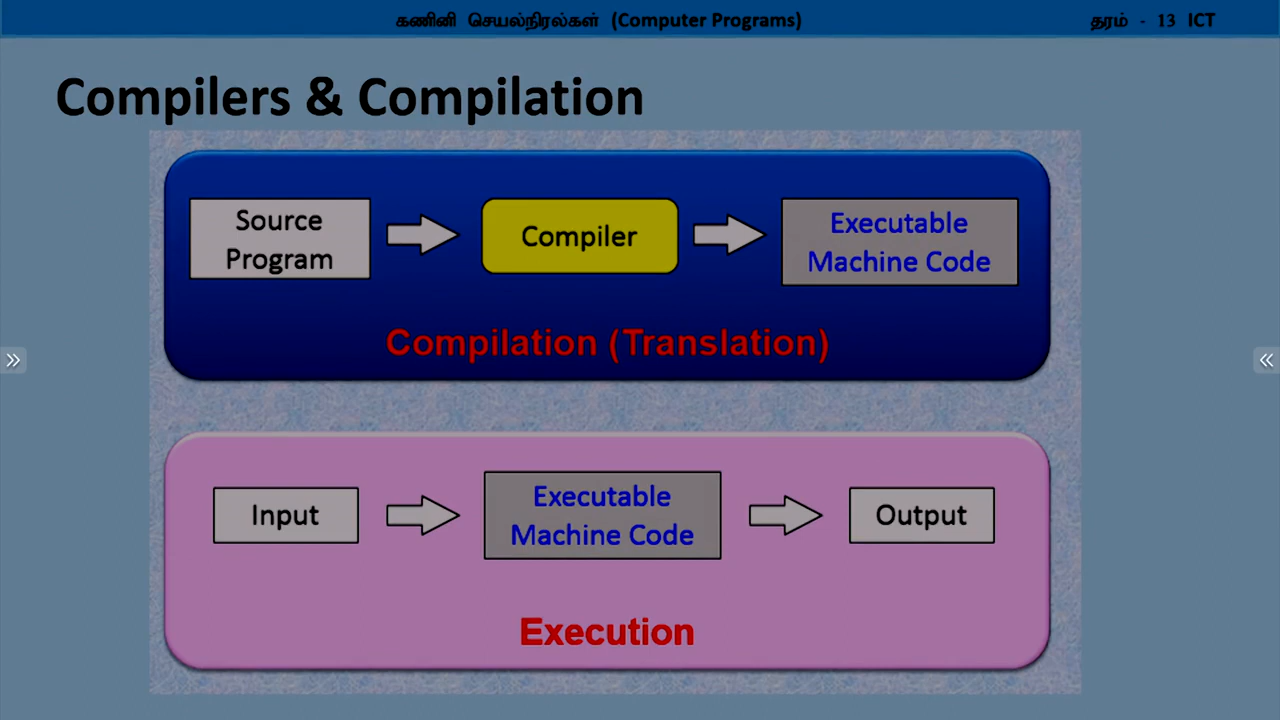 கணினி செயல்நிரல்கள் (Computer Programs)
தரம் - 13 ICT
Compilers & Compilation
Source
Program
Compiler
Executable
Machine Code
Compilation (Translation)
Input
Executable
Machine Code
Output
Execution